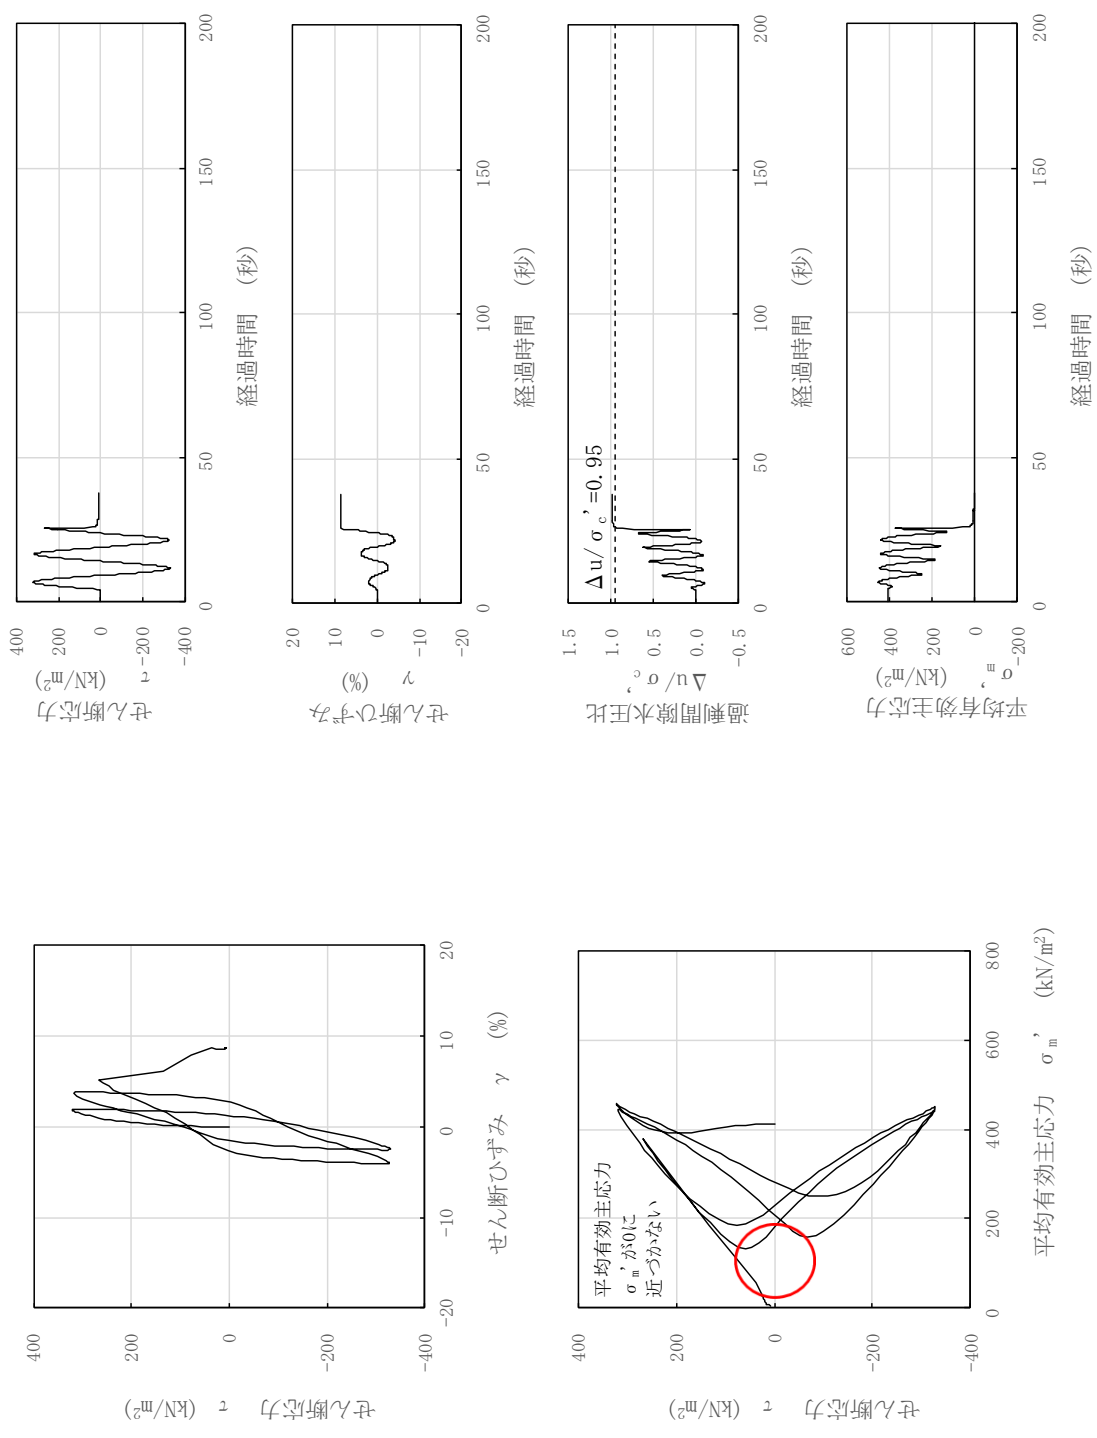 せん断応力　τ　(kN/m²)
400
200
0
-200
-400
-20 -10 0 10 20
せん断ひずみ　γ　(%)
せん断応力　τ　(kN/m²)
400
200
0
-200
-400
平均有効主応力
σm’が0に
近づかない
0 200 400 600 800
平均有効主応力　σm’　(kN/m²)
せん断応力
τ　(kN/m²)
400
200
0
-200
-400
0 50 100 150 200
経過時間　(秒)
せん断ひずみ
γ　(%)
20
10
0
-10
-20
0 50 100 150 200
経過時間　(秒)
過剰間隙水圧比
Δu/σc’
1.5
1.0
0.5
0.0
-0.5
Δu/σc’=0.95
0 50 100 150 200
経過時間　(秒)
平均有効主応力
σm’　(kN/m²)
600
400
200
0
-200
0 50 100 150 200
経過時間　(秒)